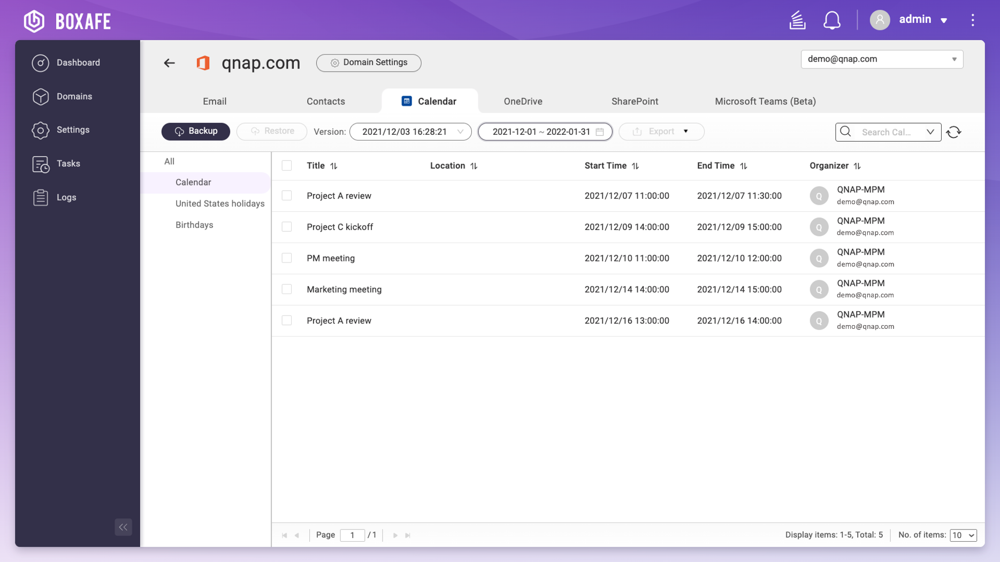 BOXAFE
admin
Dashboard
Domains
Settings
Tasks
Logs
qnap.com
Domain Settings
demo@qnap.com
Email Contacts Calendar OneDrive SharePoint Microsoft Teams (Beta)
Backup Restore Version: 2021/12/03 16:28:21 2021-12-01 ~ 2022-01-31 Export Search Cal...
All
Calendar
United States holidays
Birthdays
Title Location Start Time End Time Organizer
Project A review 2021/12/07 11:00:00 2021/12/07 11:30:00 Q QNAP-MPM
demo@qnap.com
Project C kickoff 2021/12/09 14:00:00 2021/12/09 15:00:00 Q QNAP-MPM
demo@qnap.com
PM meeting 2021/12/10 11:00:00 2021/12/10 12:00:00 Q QNAP-MPM
demo@qnap.com
Marketing meeting 2021/12/14 14:00:00 2021/12/14 15:00:00 Q QNAP-MPM
demo@qnap.com
Project A review 2021/12/16 13:00:00 2021/12/16 14:00:00 Q QNAP-MPM
demo@qnap.com
Page 1 /1 Display items: 1-5, Total: 5 No. of items: 10